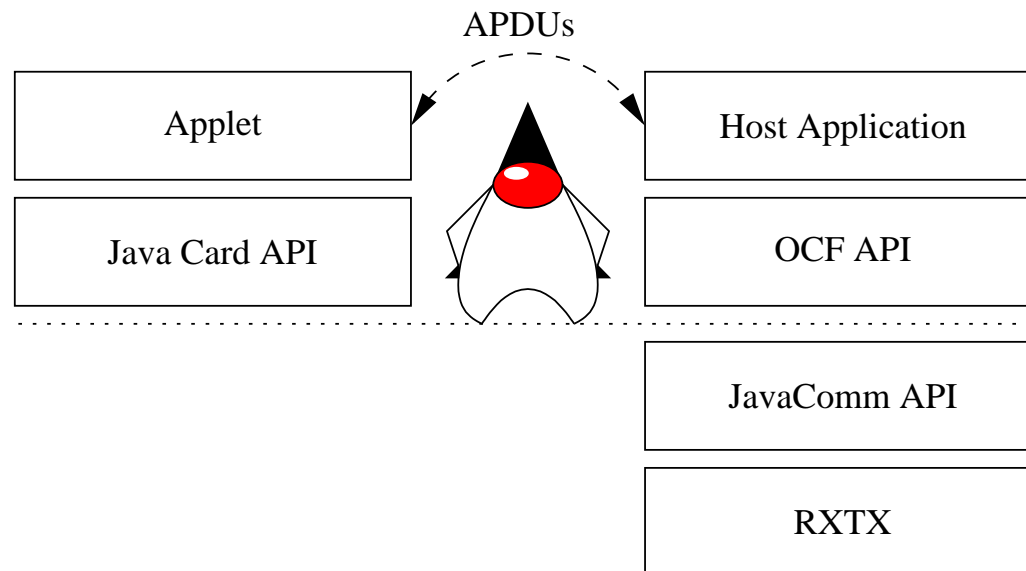 APDUs
Applet
Host Application
Java Card API
OCF API
JavaComm API
RXTX